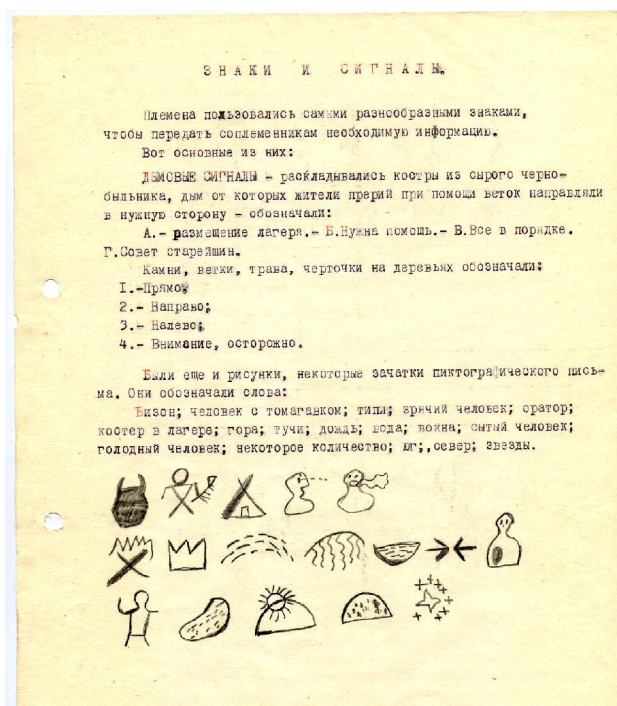 ЗНАКИ И СИГНАЛЫ.
Племена пользовались самыми разнообразными знаками,
чтобы передать соплеменникам необходимую информацию.
Вот основные из них:
ДЫМОВЫЕ СИГНАЛЫ - раскладывались костры из сырого черно-
быльника, дым от которых жители прерий при помощи веток направляли
в нужную сторону - обозначали:
А.- размещение лагеря.- Б.Нужна помощь.- В.Все в порядке.
Г.Совет старейшин.
Камни, ветки, трава, черточки на деревьях обозначали:
1.-Прямо;
2.- Направо;
3.- Налево;
4.- Внимание, осторожно.
Были еще и рисунки, некоторые зачатки пиктографического пись-
ма. Они обозначали слова:
Бизон; человек с томагавком; типи; зрячий человек; оратор;
костер в лагере; гора; тучи; дождь; вода; война; сытый человек;
голодный человек; некоторое количество; юг;,север; звезды.